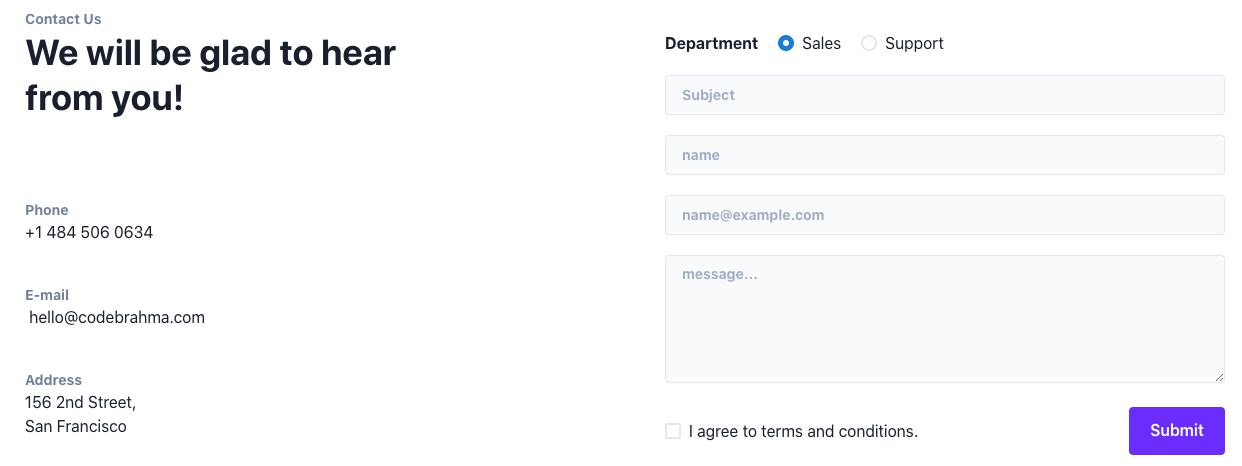 Contact Us
We will be glad to hear
from you!
Phone
+1 484 506 0634
E-mail
hello@codebrahma.com
Address
156 2nd Street,
San Francisco
Department Sales Support
Subject
name
name@example.com
message...
I agree to terms and conditions.
Submit